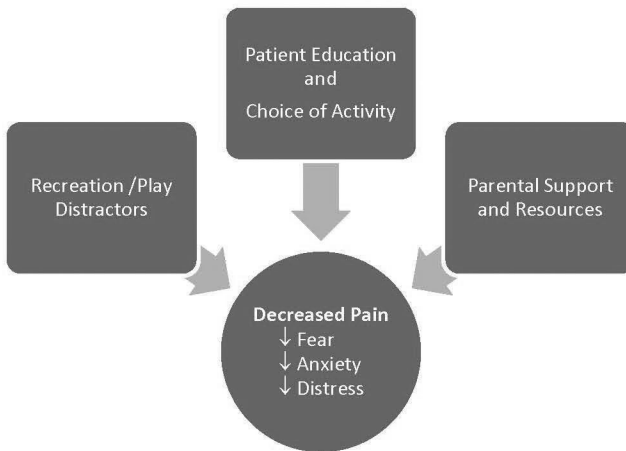 Patient Education
and
Choice of Activity
Recreation /Play
Distractors
Parental Support
and Resources
Decreased Pain
↓ Fear
↓ Anxiety
↓ Distress